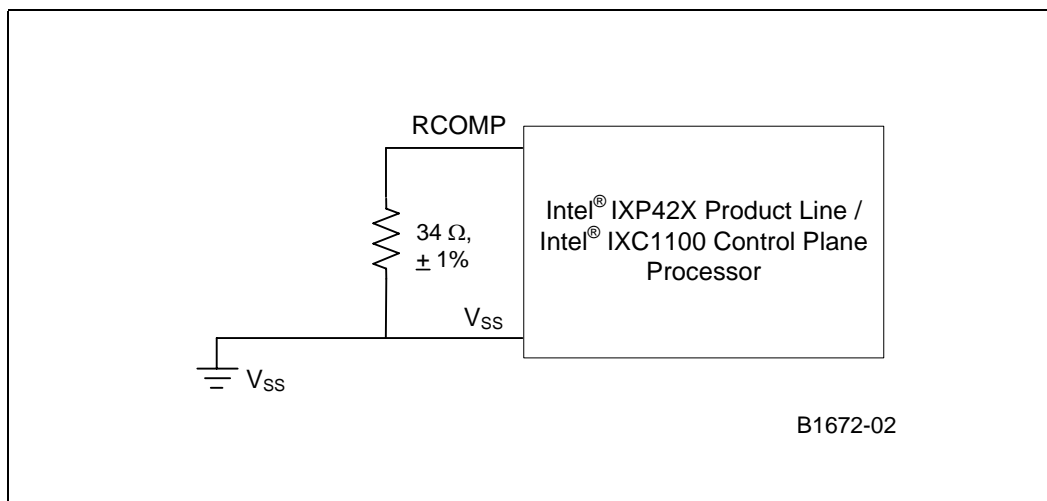 RCOMP
34 Ω,
± 1%
Intel® IXP42X Product Line /
Intel® IXC1100 Control Plane
Processor
VSS
VSS
B1672-02